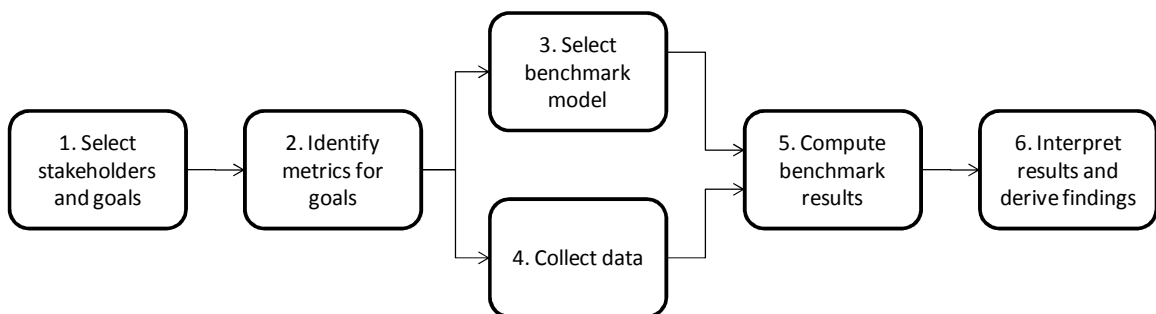 1. Select
stakeholders
and goals
2. Identify
metrics for
goals
3. Select
benchmark
model
4. Collect data
5. Compute
benchmark
results
6. Interpret
results and
derive findings